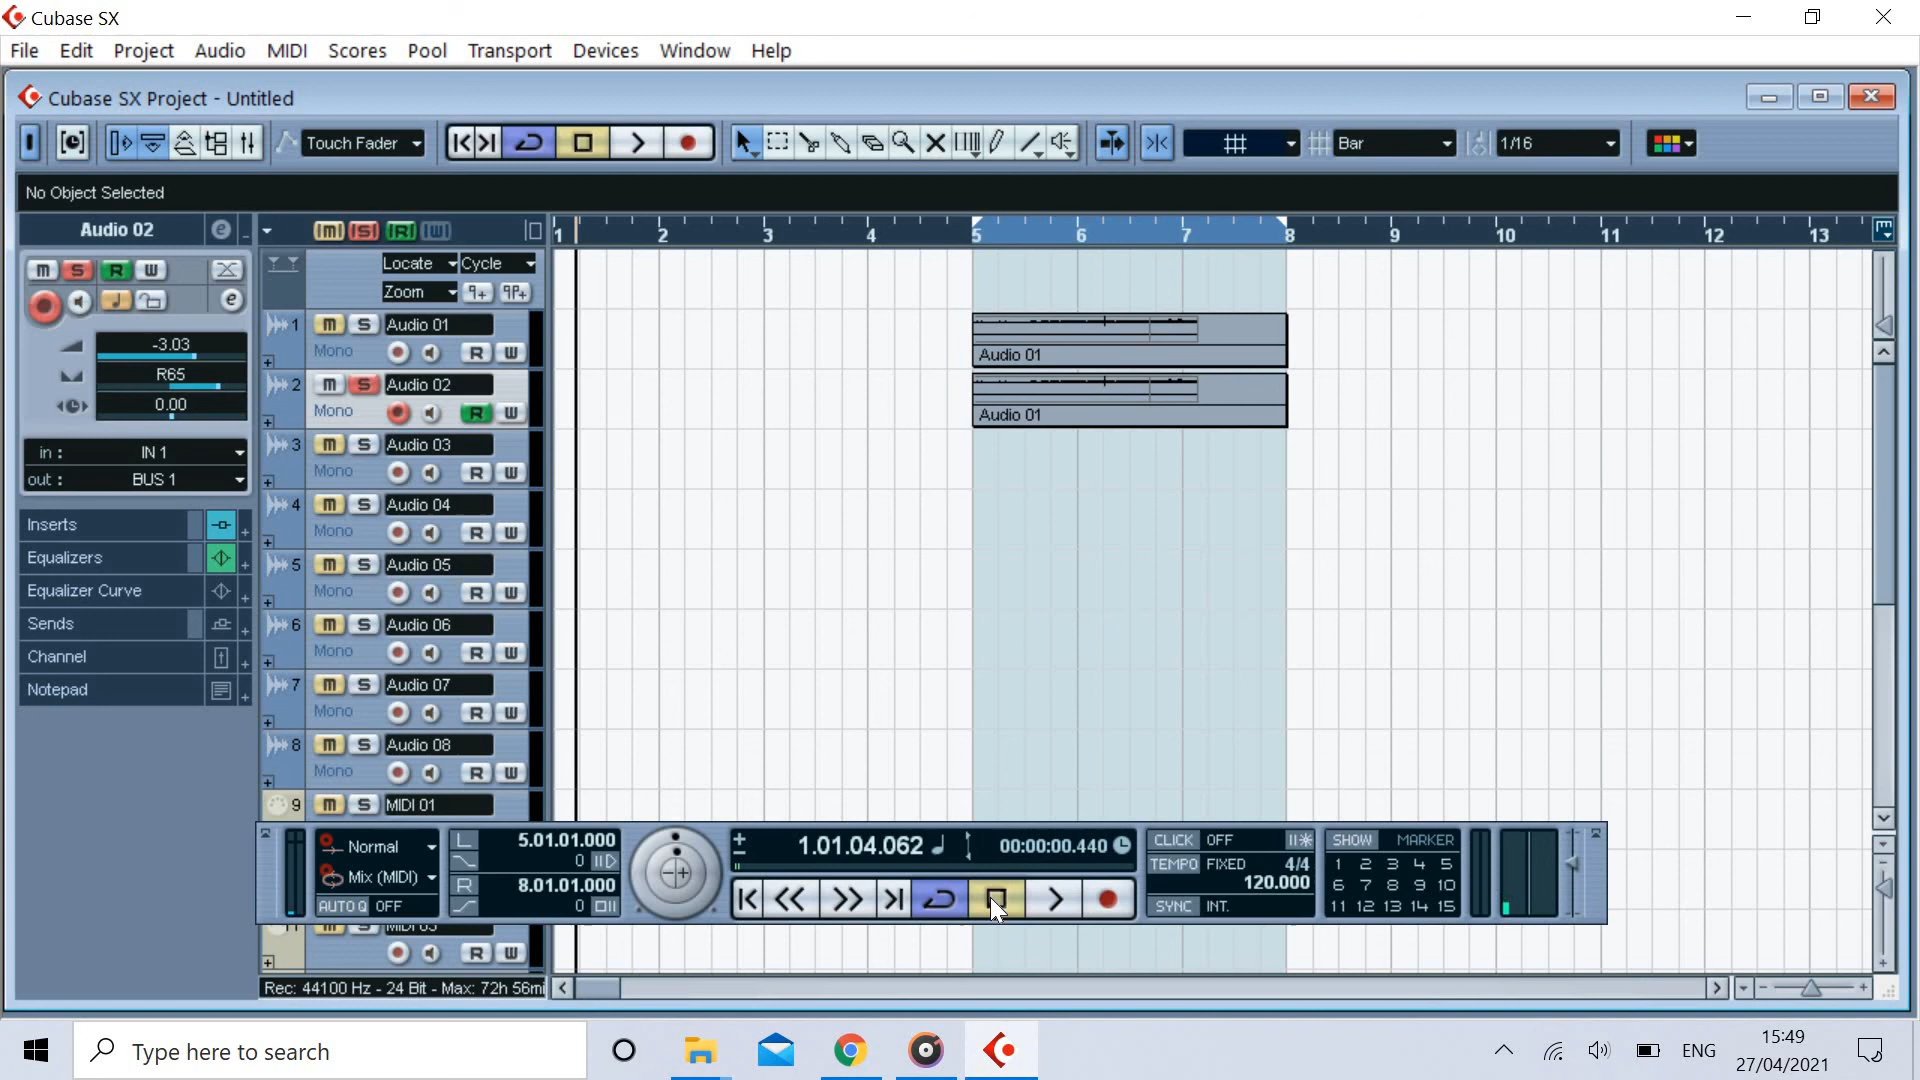 Cubase SX
File Edit Project Audio MIDI Scores Pool Transport Devices Window Help
Cubase SX Project - Untitled
Touch Fader Bar 1/16
No Object Selected
Audio 02 e m S R W 1 2 3 4 5 6 7 8 9 10 11 12 13
M S R W
Locate Cycle
e Zoom
-3.03
R65
0.00
in : IN 1
out : BUS 1
Inserts
Equalizers
Equalizer Curve
Sends
Channel
Notepad
1 m S Audio 01
Mono R W
Audio 01
2 m S Audio 02
Mono R W
Audio 01
3 m S Audio 03
Mono R W
4 m S Audio 04
Mono R W
5 m S Audio 05
Mono R W
6 m S Audio 06
Mono R W
7 m S Audio 07
Mono R W
8 m S Audio 08
Mono R W
9 m S MIDI 01
Normal L 5.01.01.000 1.01.04.062 00:00:00.440 CLICK OFF SHOW MARKER
0 TEMPO FIXED 4/4 1 2 3 4 5
Mix (MIDI) R 8.01.01.000 120.000 6 7 8 9 10
AUTO Q OFF 0 SYNC INT. 11 12 13 14 15
R W
Rec: 44100 Hz - 24 Bit - Max: 72h 56mi
Type here to search
ENG
15:49
27/04/2021